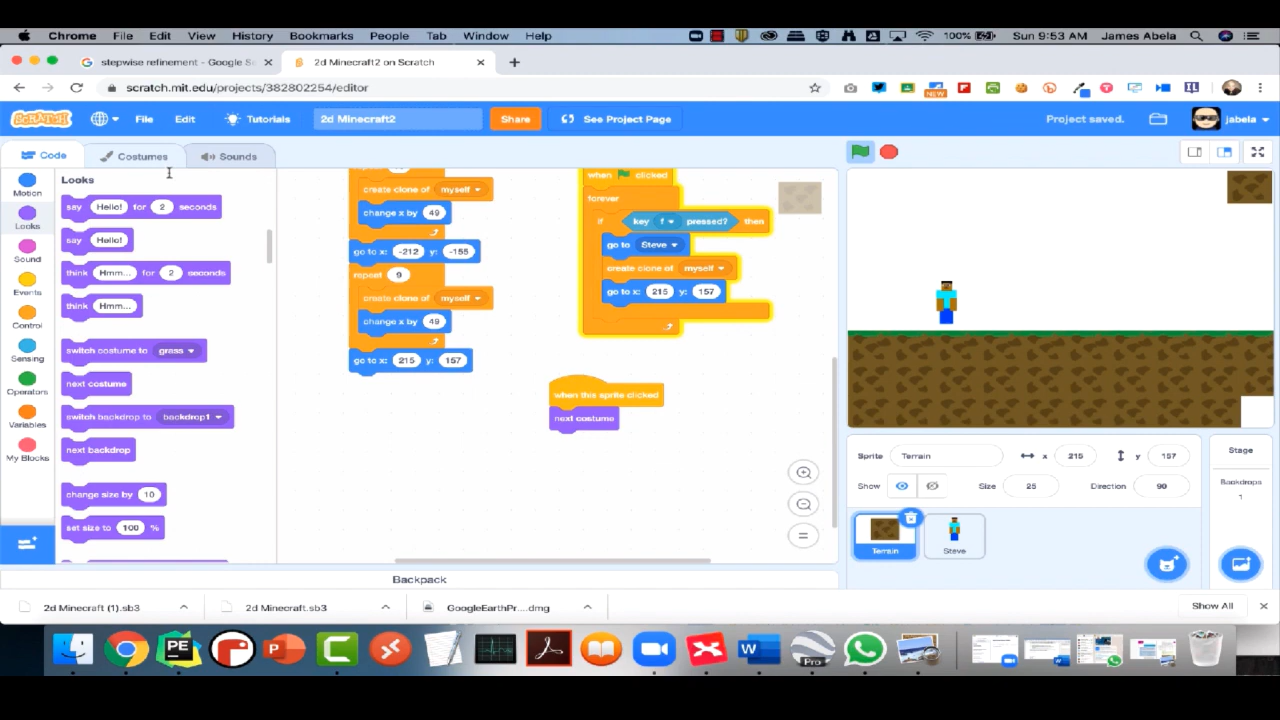 Chrome File Edit View History Bookmarks People Tab Window Help 100% Sun 9:53 AM James Abela
stepwise refinement - Google S
2d Minecraft2 on Scratch
scratch.mit.edu/projects/382802254/editor
NEW
SCRATCH File Edit Tutorials 2d Minecraft2 Share See Project Page Project saved. jabela
Code Costumes Sounds
Motion
Looks
Sound
Events
Control
Sensing
Operators
Variables
My Blocks
Looks
say Hello! for 2 seconds
say Hello!
think Hmm... for 2 seconds
think Hmm...
switch costume to grass
next costume
switch backdrop to backdrop1
next backdrop
change size by 10
set size to 100 %
create clone of myself
change x by 49
go to x: -212 y: -155
repeat 9
create clone of myself
change x by 49
go to x: 215 y: 157
when clicked
forever
if key f pressed? then
go to Steve
create clone of myself
go to x: 215 y: 157
when this sprite clicked
next costume
Sprite Terrain x 215 y 157
Show Size 25 Direction 90
Terrain
Steve
Stage
Backdrops
1
Backpack
2d Minecraft (1).sb3
2d Minecraft.sb3
GoogleEarthPr....dmg
Show All
PE
P
W
Pro